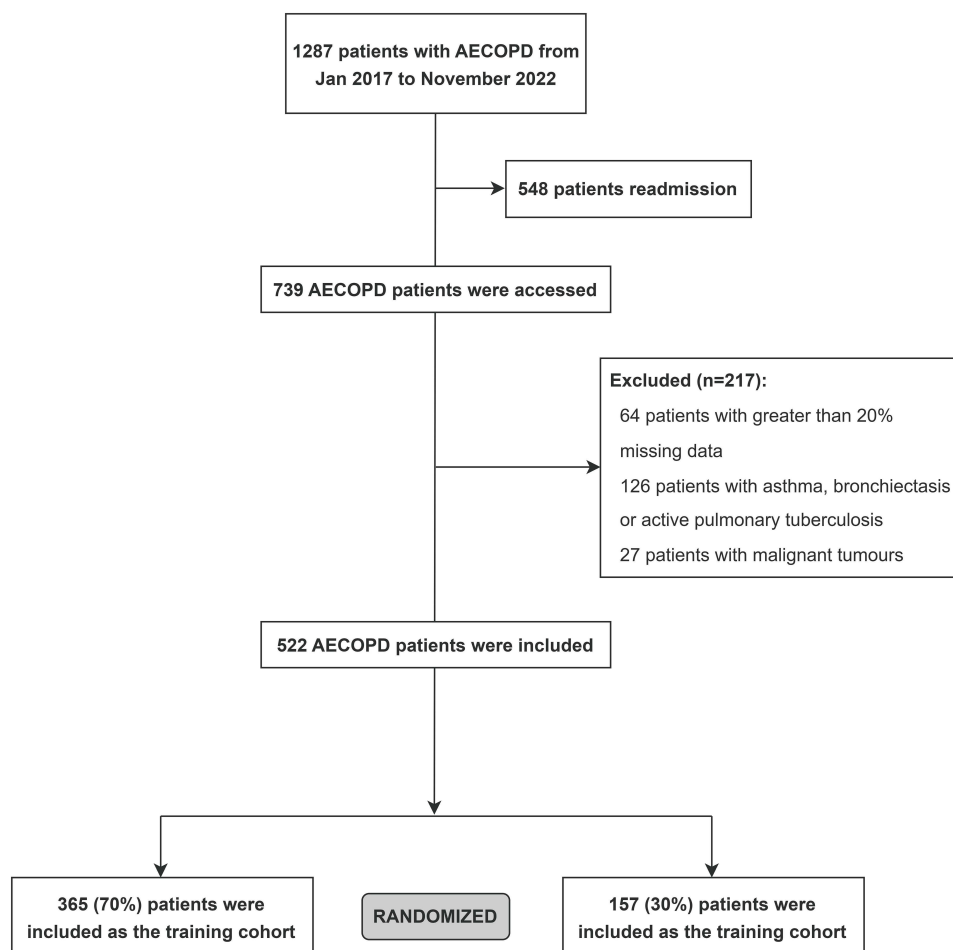 1287 patients with AECOPD from
Jan 2017 to November 2022
548 patients readmission
739 AECOPD patients were accessed
Excluded (n=217):
64 patients with greater than 20%
missing data
126 patients with asthma, bronchiectasis
or active pulmonary tuberculosis
27 patients with malignant tumours
522 AECOPD patients were included
365 (70%) patients were
included as the training cohort
RANDOMIZED
157 (30%) patients were
included as the training cohort